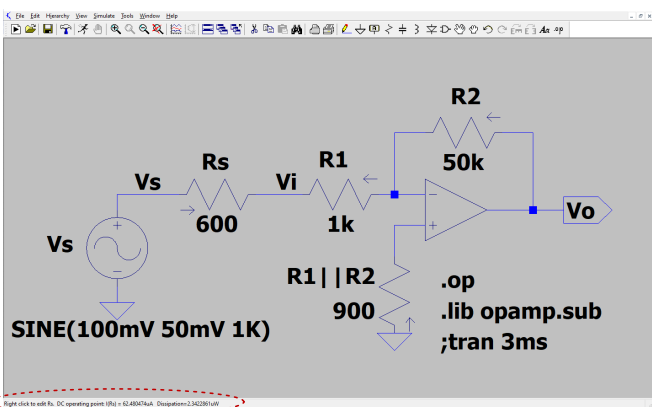 File Edit Hierarchy View Simulate Tools Window Help
R2
50k
Rs
R1
Vs
Vi
600
1k
Vs
Vo
R1||R2
900
.op
.lib opamp.sub
;tran 3ms
SINE(100mV 50mV 1K)
Right click to edit Rs. DC operating point: I(Rs) = 62.480474uA Dissipation=2.3422861uW